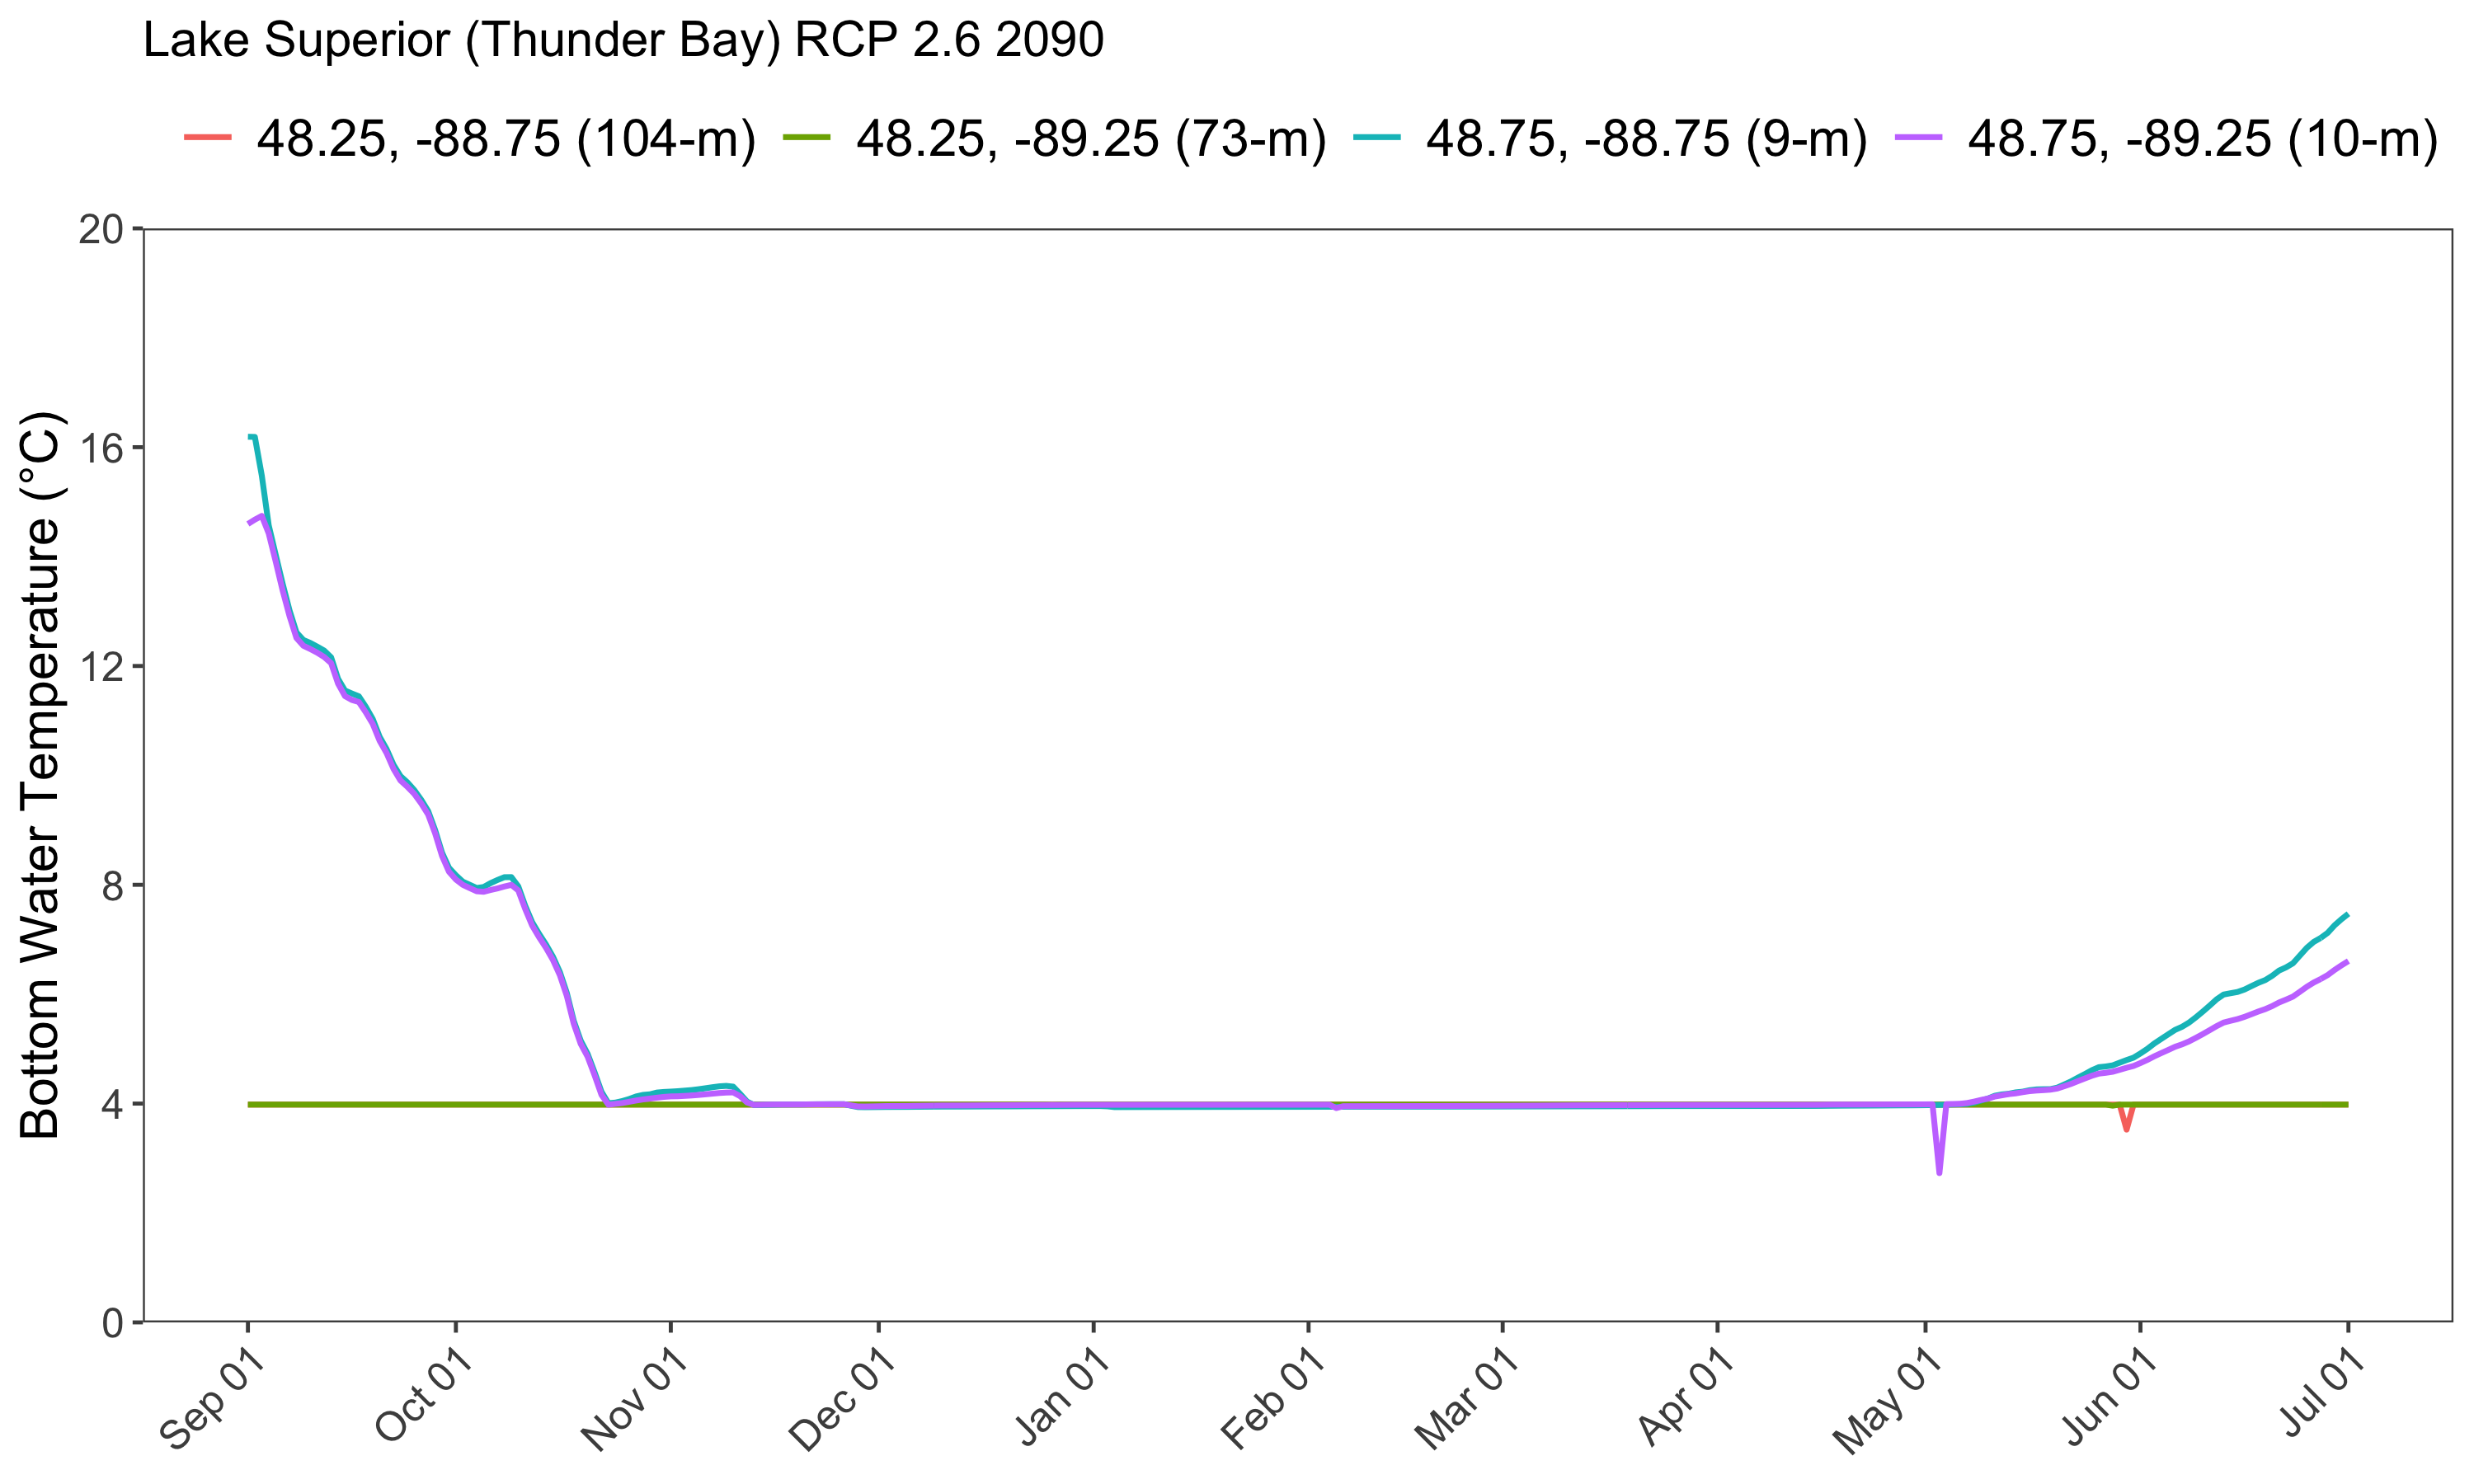 Lake Superior (Thunder Bay) RCP 2.6 2090
48.25, -88.75 (104-m) 48.25, -89.25 (73-m) 48.75, -88.75 (9-m) 48.75, -89.25 (10-m)
Bottom Water Temperature (°C)
20
16
12
8
4
0
Sep 01 Oct 01 Nov 01 Dec 01 Jan 01 Feb 01 Mar 01 Apr 01 May 01 Jun 01 Jul 01